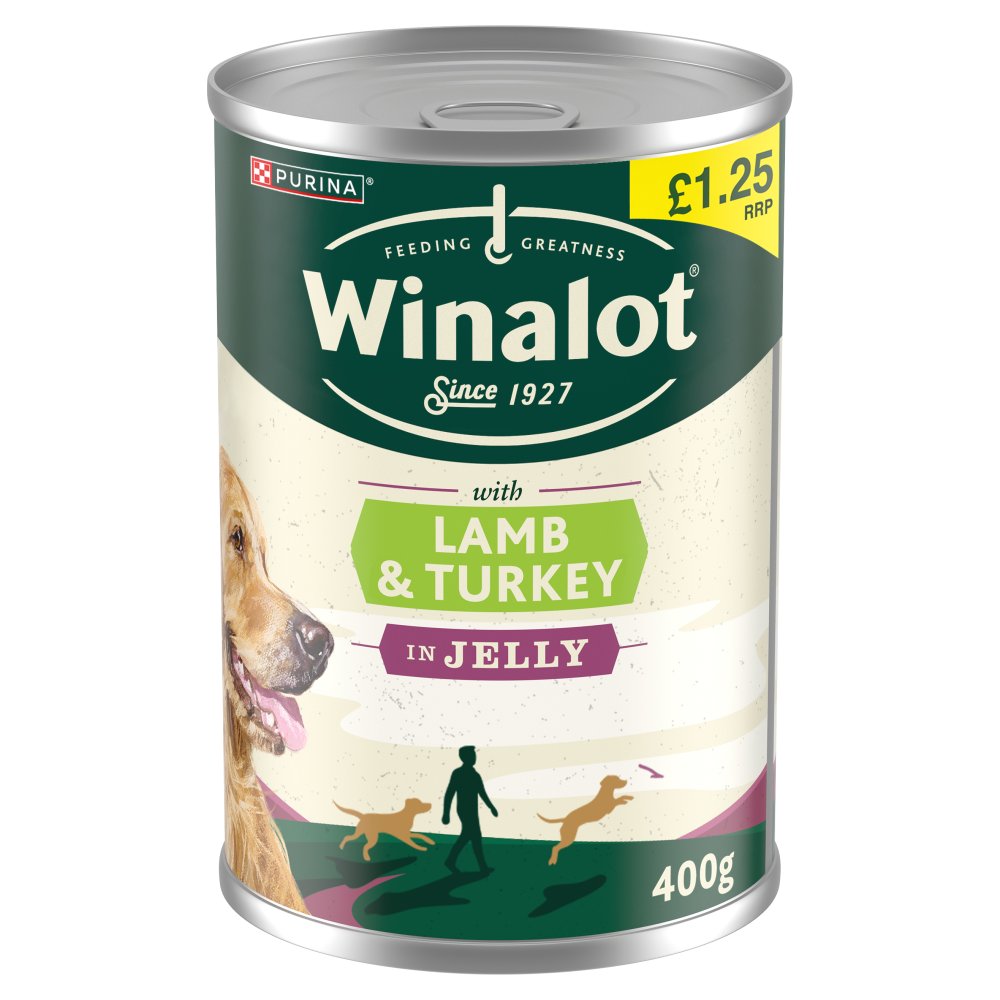 PURINA®
£1.25
RRP
FEEDING GREATNESS
Winalot®
Since 1927
with
LAMB
& TURKEY
IN JELLY
400g